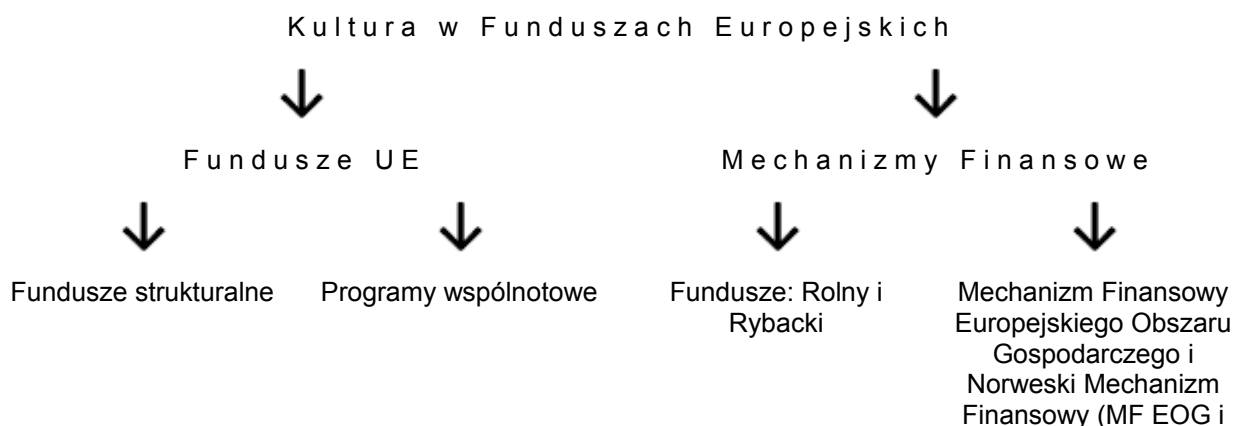 Kultura w Funduszach Europejskich
Fundusze UE
Mechanizmy Finansowe
Fundusze strukturalne
Programy wspólnotowe
Fundusze: Rolny i
Rybacki
Mechanizm Finansowy
Europejskiego Obszaru
Gospodarczego i
Norweski Mechanizm
Finansowy (MF EOG i